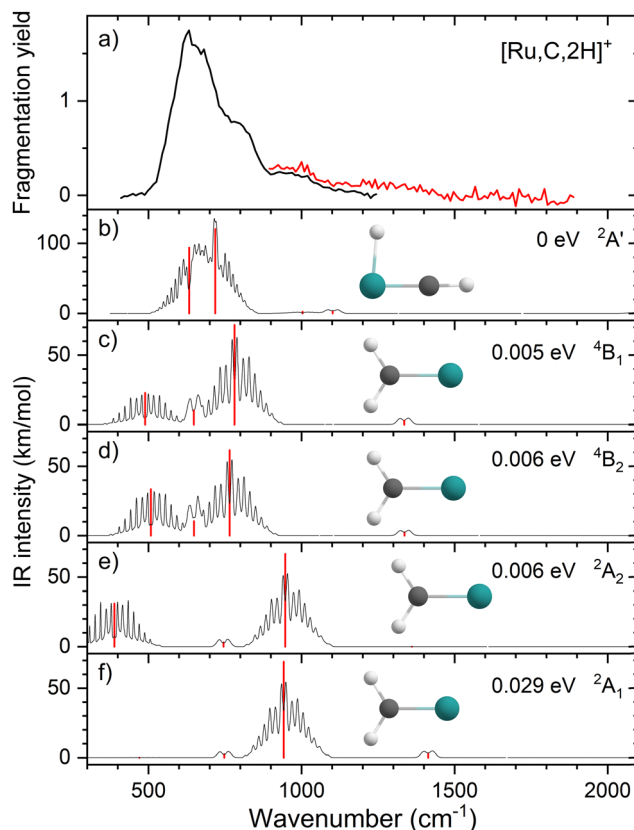 a)
[Ru,C,2H]⁺
1
0
Fragmentation yield
b)
0 eV ²A'
100
0
c)
0.005 eV ⁴B₁
50
0
d)
0.006 eV ⁴B₂
50
0
e)
0.006 eV ²A₂
50
0
f)
0.029 eV ²A₁
50
0
IR intensity (km/mol)
500 1000 1500 2000
Wavenumber (cm⁻¹)